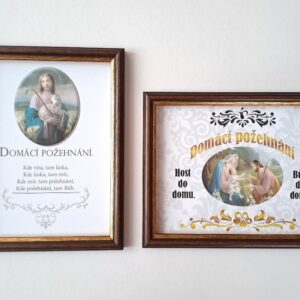 DOMÁCÍ POŽEHNÁNÍ.
Kde víra, tam láska,
Kde láska, tam mír,
Kde mír, tam požehnání,
Kde požehnání, tam Bůh.
Domácí požehnání
Host
do
domu.
do